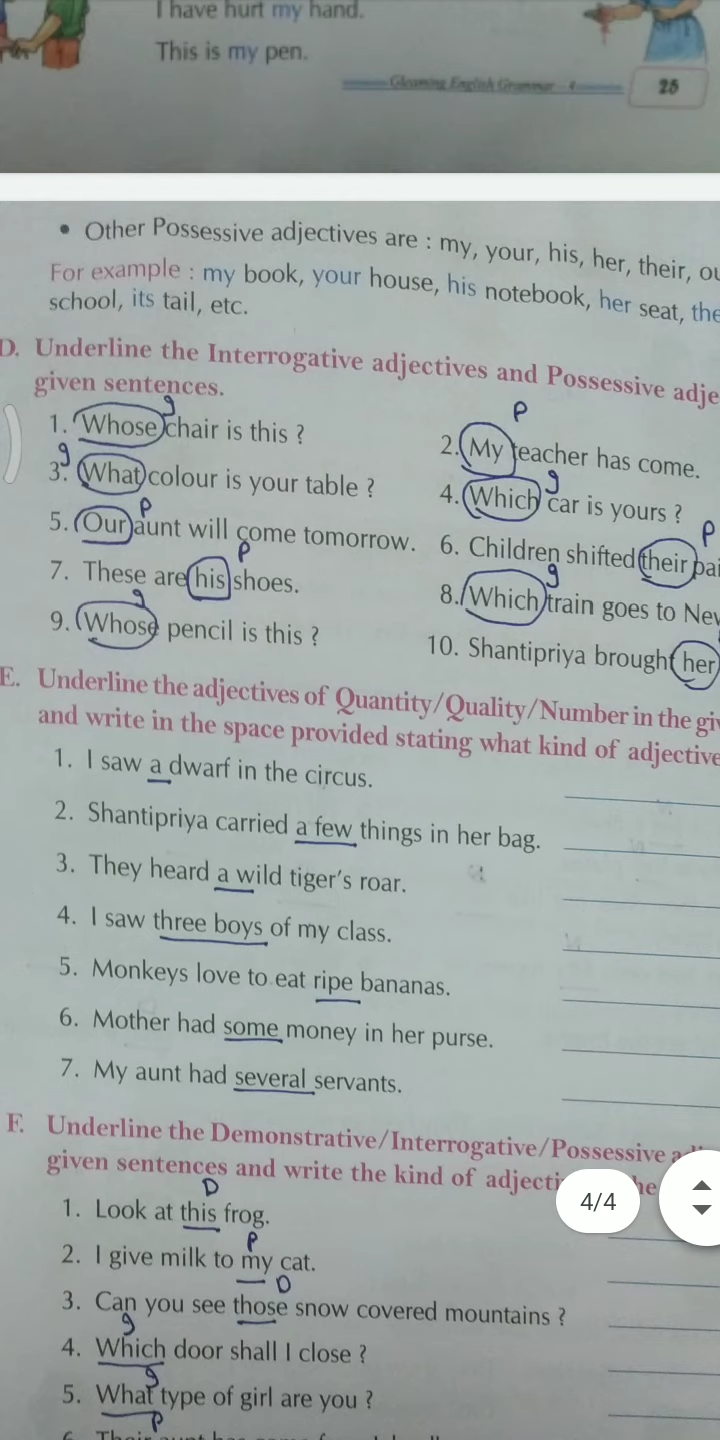 I have hurt my hand.
This is my pen.
Gleaming English Grammar - 4
25
• Other Possessive adjectives are : my, your, his, her, their,
For example : my book, your house, his notebook, her seat,
school, its tail, etc.
D. Underline the Interrogative adjectives and Possessive
given sentences.
g
P
1. Whose chair is this ?
2. My teacher has come.
g
g
3. What colour is your table ?
4. Which car is yours ?
P
P
5. Our aunt will come tomorrow.
6. Children shifted their
P
g
7. These are his shoes.
8. Which train goes to
g
9. Whose pencil is this ?
10. Shantipriya brought her
E. Underline the adjectives of Quantity/Quality/Number in the
and write in the space provided stating what kind of
1. I saw a dwarf in the circus.
2. Shantipriya carried a few things in her bag.
3. They heard a wild tiger's roar.
4. I saw three boys of my class.
5. Monkeys love to eat ripe bananas.
6. Mother had some money in her purse.
7. My aunt had several servants.
F. Underline the Demonstrative/Interrogative/Possessive
given sentences and write the kind of
4/4
D
1. Look at this frog.
P
2. I give milk to my cat.
D
3. Can you see those snow covered mountains ?
g
4. Which door shall I close ?
g
5. What type of girl are you ?
P